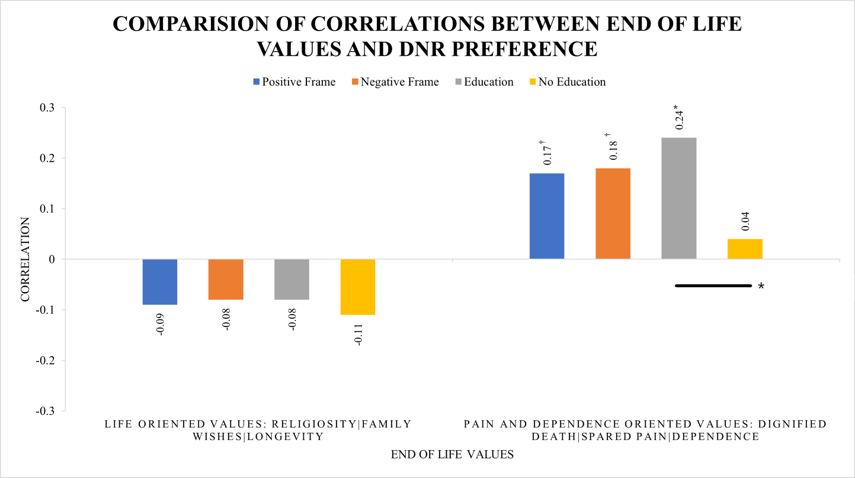 COMPARISION OF CORRELATIONS BETWEEN END OF LIFE
VALUES AND DNR PREFERENCE
Positive Frame Negative Frame Education No Education
0.3
0.2
0.1
0
-0.1
-0.2
-0.3
CORRELATION
-0.09
-0.08
-0.08
-0.11
0.17†
0.18 †
0.24*
0.04
*
LIFE ORIENTED VALUES: RELIGIOSITY|FAMILY
WISHES|LONGEVITY
PAIN AND DEPENDENCE ORIENTED VALUES: DIGNIFIED
DEATH|SPARED PAIN|DEPENDENCE
END OF LIFE VALUES